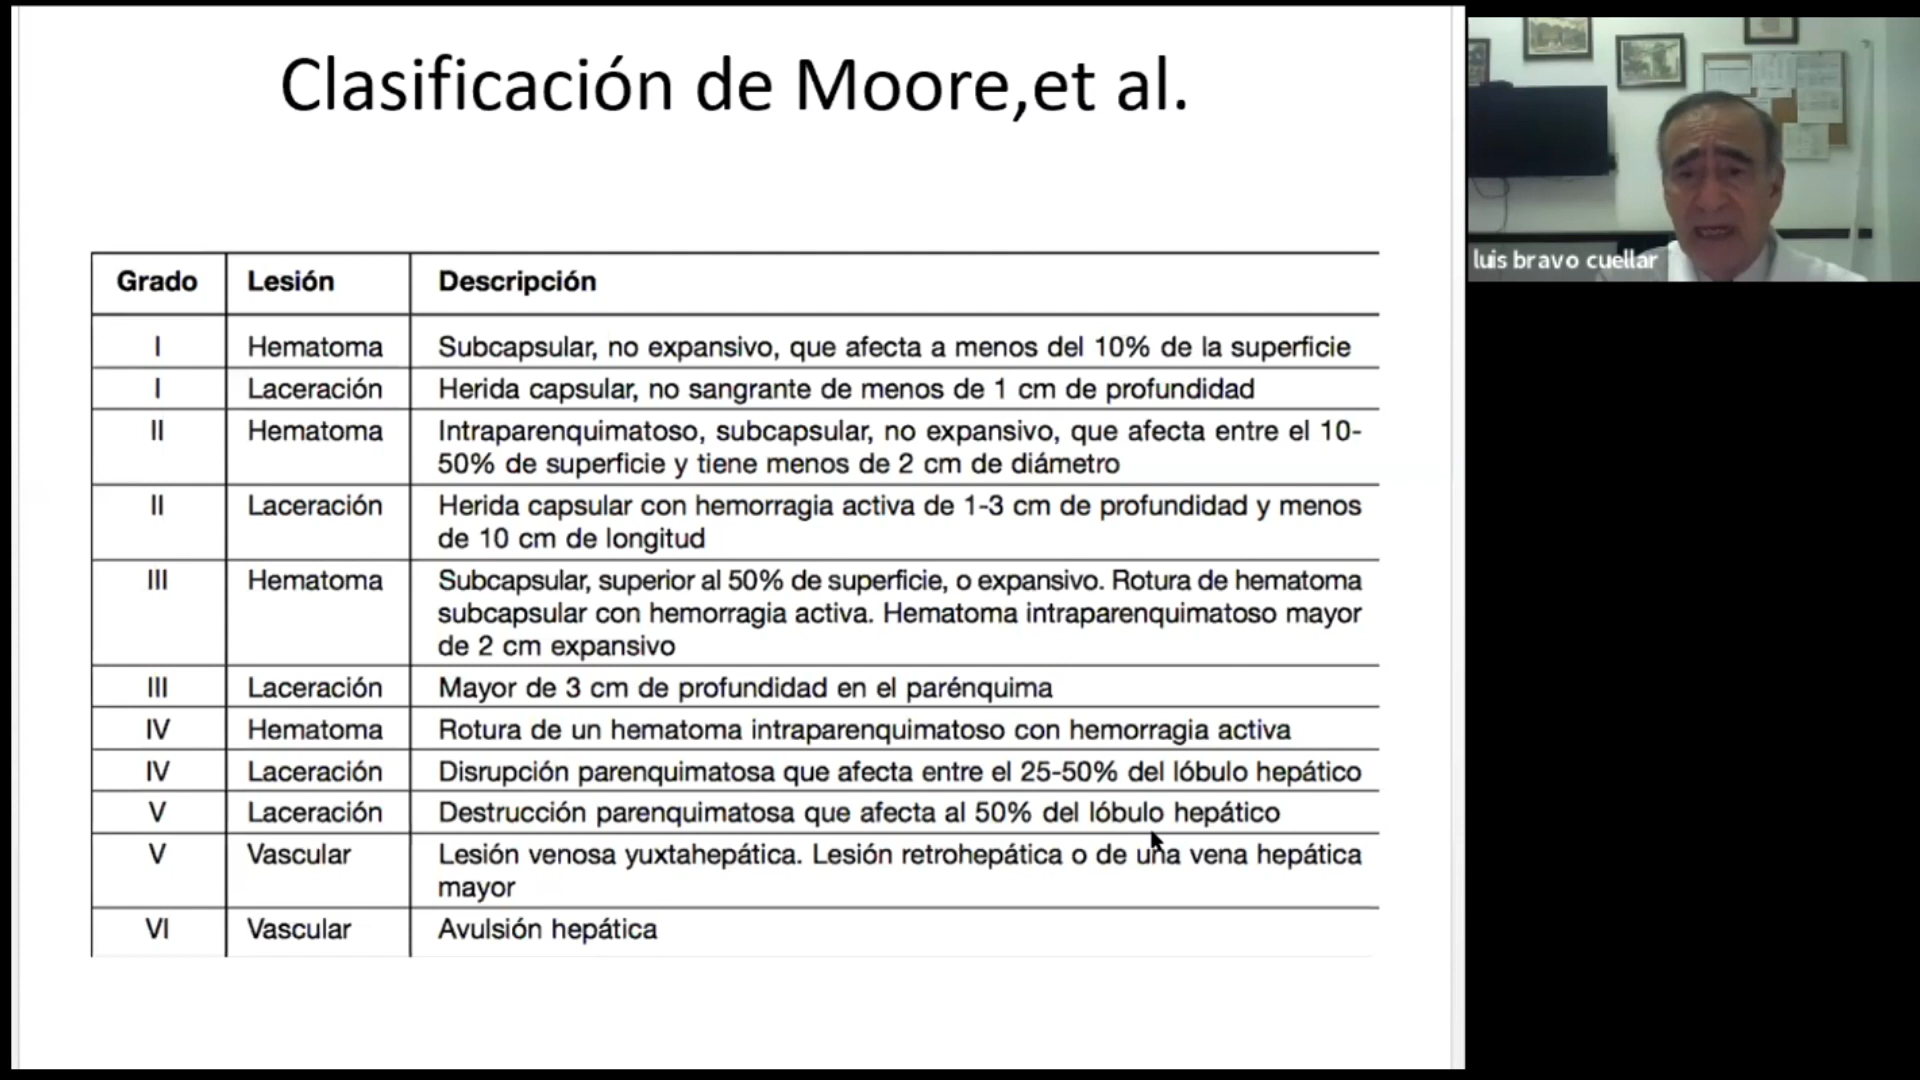 Clasificación de Moore,et al.
luis bravo cuellar
Grado Lesión Descripción
I Hematoma Subcapsular, no expansivo, que afecta a menos del 10% de la superficie
I Laceración Herida capsular, no sangrante de menos de 1 cm de profundidad
II Hematoma Intraparenquimatoso, subcapsular, no expansivo, que afecta entre el 10-
50% de superficie y tiene menos de 2 cm de diámetro
II Laceración Herida capsular con hemorragia activa de 1-3 cm de profundidad y menos
de 10 cm de longitud
III Hematoma Subcapsular, superior al 50% de superficie, o expansivo. Rotura de hematoma
subcapsular con hemorragia activa. Hematoma intraparenquimatoso mayor
de 2 cm expansivo
III Laceración Mayor de 3 cm de profundidad en el parénquima
IV Hematoma Rotura de un hematoma intraparenquimatoso con hemorragia activa
IV Laceración Disrupción parenquimatosa que afecta entre el 25-50% del lóbulo hepático
V Laceración Destrucción parenquimatosa que afecta al 50% del lóbulo hepático
V Vascular Lesión venosa yuxtahepática. Lesión retrohepática o de una vena hepática
mayor
VI Vascular Avulsión hepática